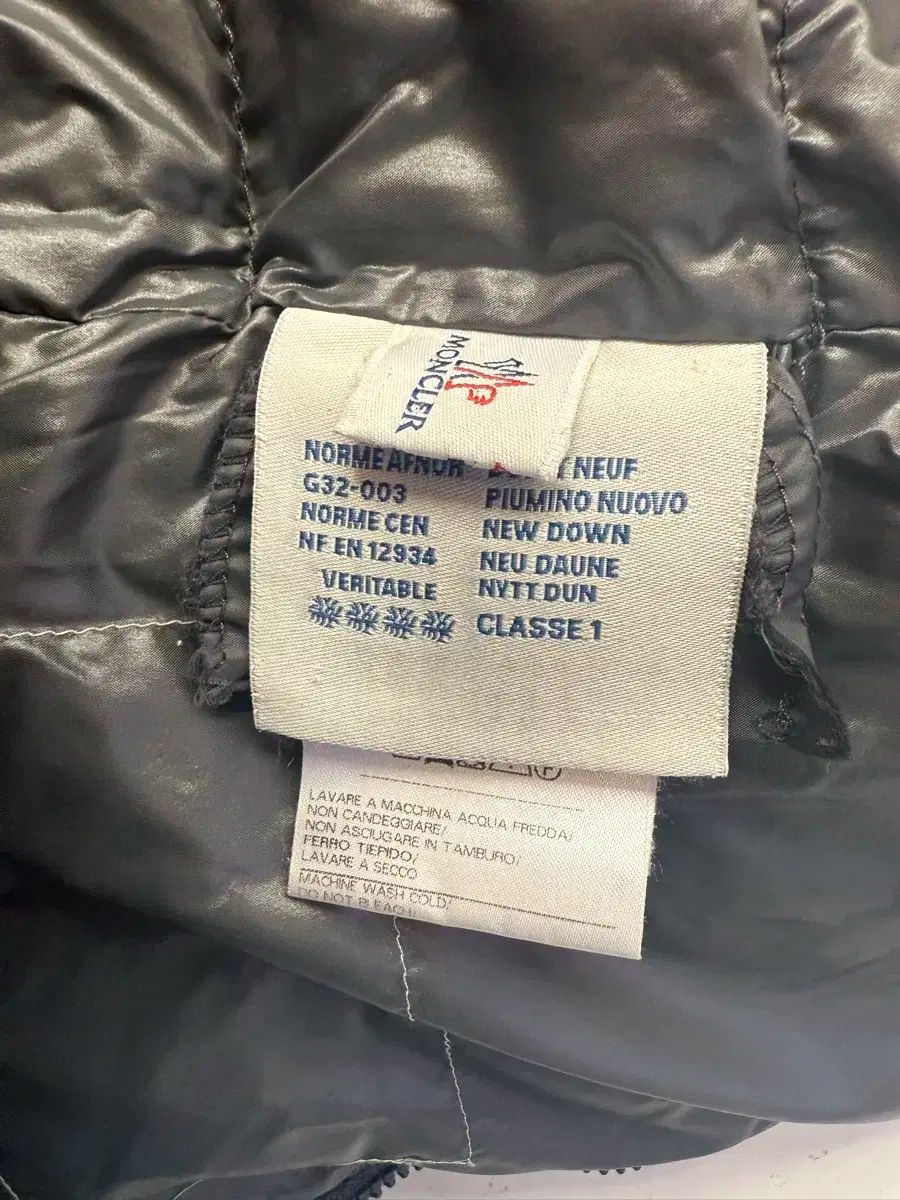 MONCLER
NORME AFNOR
G32-003
NORME CEN
NF EN 12934
VERITABLE
NEUF
PIUMINO NUOVO
NEW DOWN
NEU DAUNE
NYTT DUN
CLASSE 1
LAVARE A MACCHINA ACQUA FREDDA/
NON CANDEGGIARE/
NON ASCIUGARE IN TAMBURO/
FERRO TIEPIDO/
LAVARE A SECCO
MACHINE WASH COLD/
DO NOT BLEACH